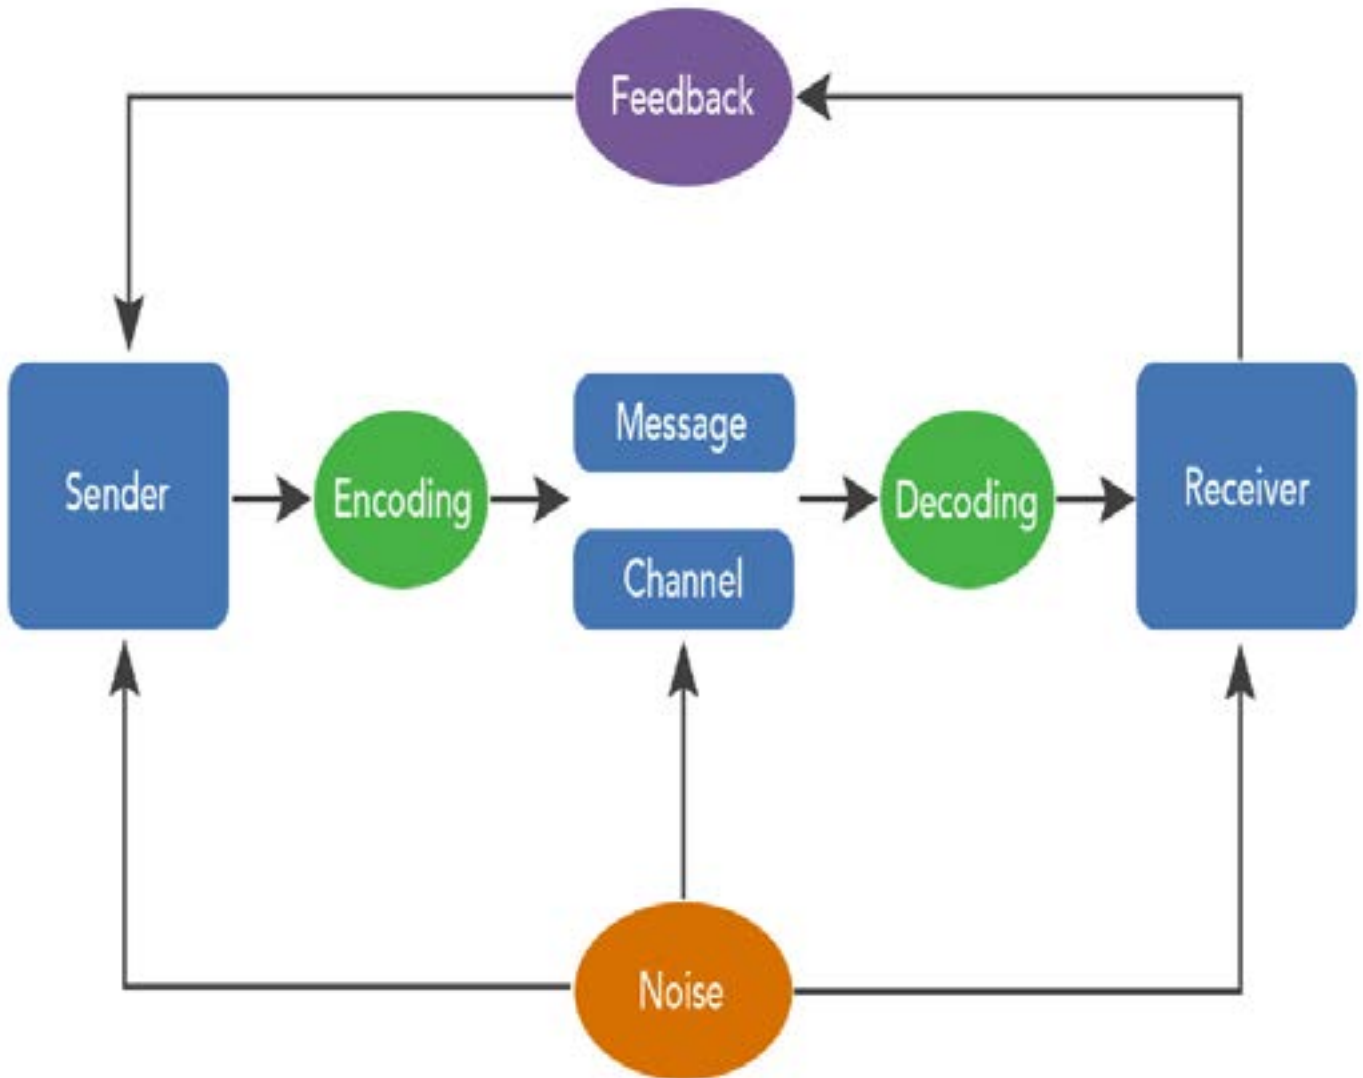 Feedback
Sender
Encoding
Message
Channel
Decoding
Receiver
Noise